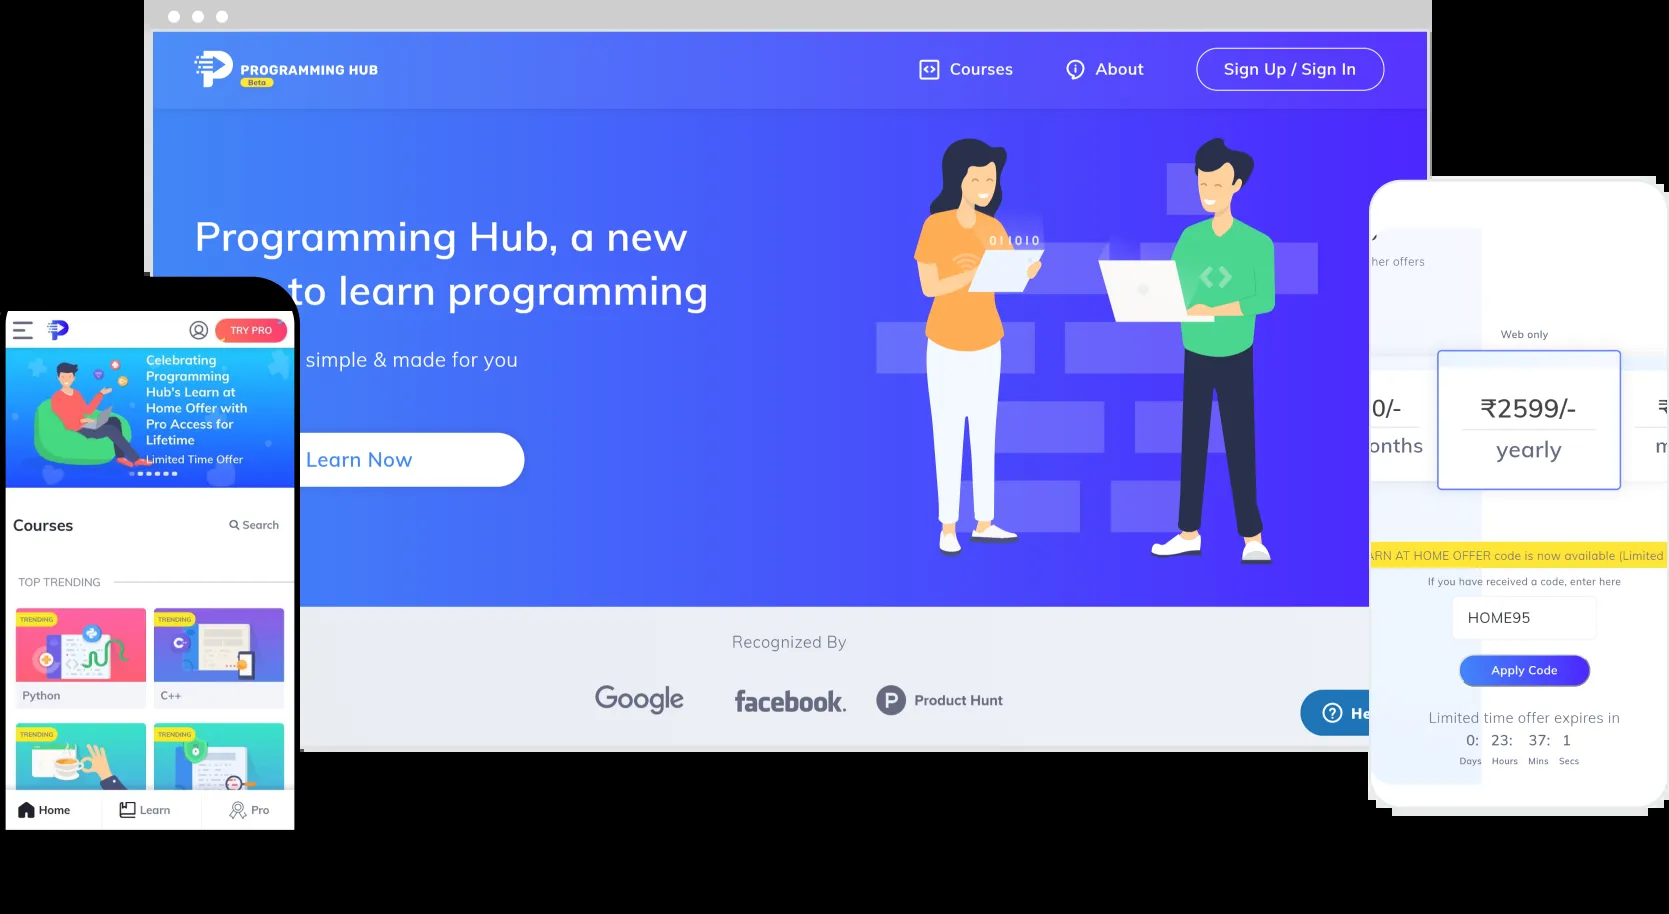 PROGRAMMING HUB
Beta
Courses
About
Sign Up / Sign In
Programming Hub, a new
to learn programming
simple & made for you
Learn Now
011010
Recognized By
Google
facebook.
Product Hunt
TRY PRO
Celebrating
Programming
Hub's Learn at
Home Offer with
Pro Access for
Lifetime
Limited Time Offer
Courses
Search
TOP TRENDING
TRENDING
TRENDING
Python
C++
TRENDING
TRENDING
Home
Learn
Pro
her offers
Web only
0/-
onths
₹2599/-
yearly
₹
m
ARN AT HOME OFFER code is now available (Limited
If you have received a code, enter here
HOME95
Apply Code
Limited time offer expires in
0: 23: 37: 1
Days Hours Mins Secs
He